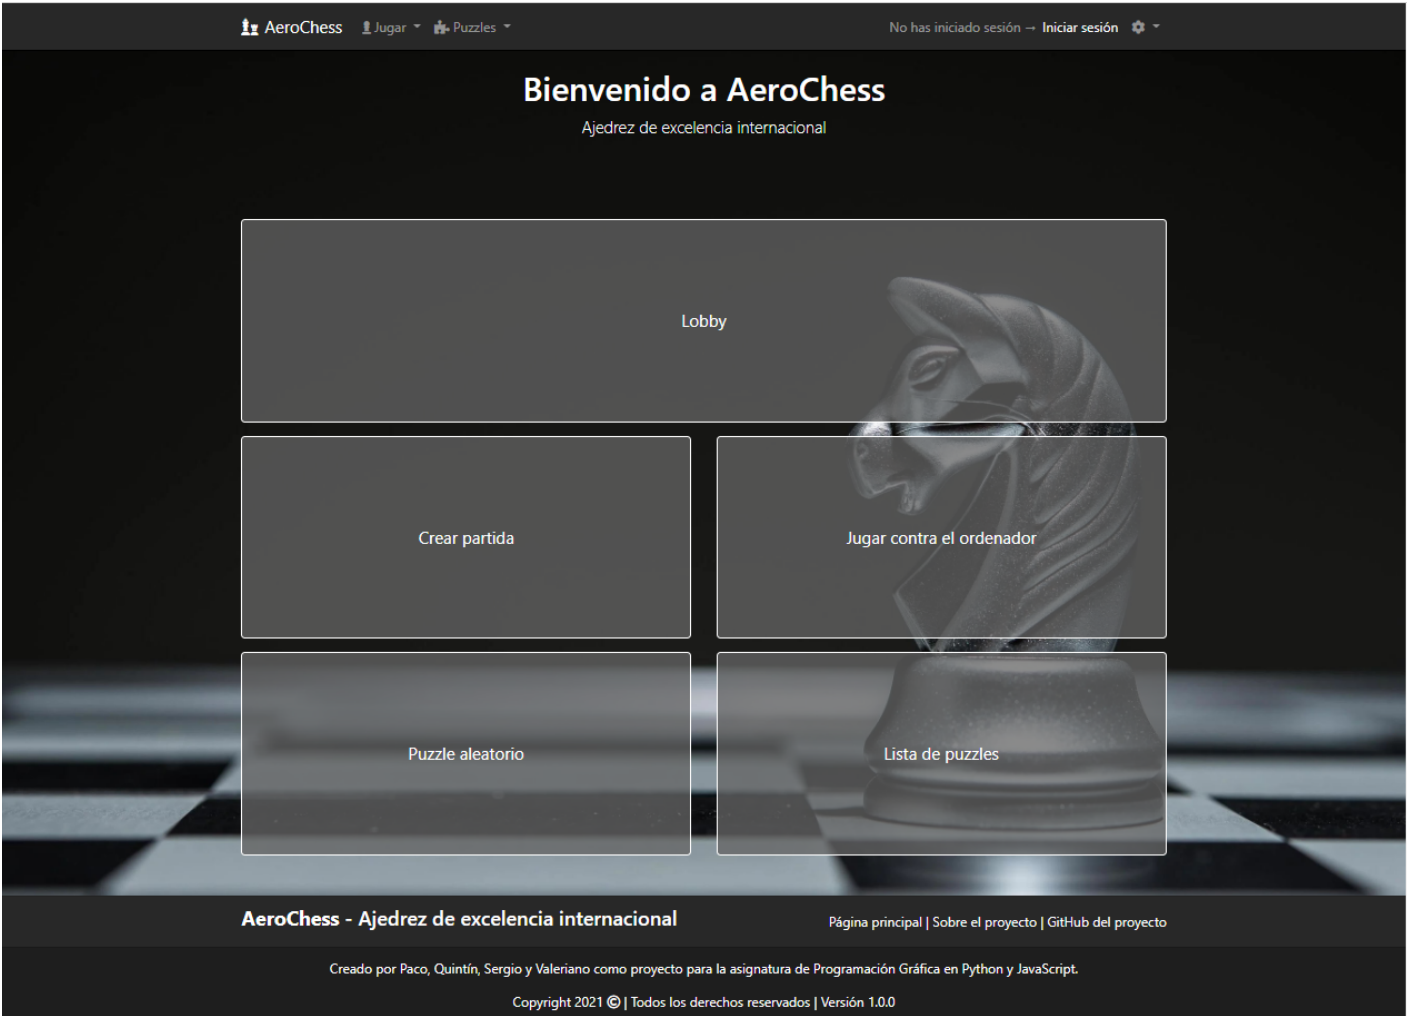 AeroChess Jugar Puzzles No has iniciado sesión → Iniciar sesión
Bienvenido a AeroChess
Ajedrez de excelencia internacional
Lobby
Crear partida
Jugar contra el ordenador
Puzzle aleatorio
Lista de puzzles
AeroChess - Ajedrez de excelencia internacional
Página principal | Sobre el proyecto | GitHub del proyecto
Creado por Paco, Quintín, Sergio y Valeriano como proyecto para la asignatura de Programación Gráfica en Python y JavaScript.
Copyright 2021 © | Todos los derechos reservados | Versión 1.0.0